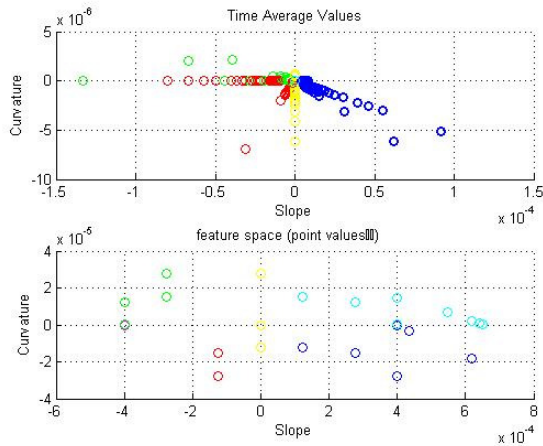 Time Average Values
x 10⁻⁶
5
0
-5
-10
Curvature
-1.5 -1 -0.5 0 0.5 1 1.5
Slope
x 10⁻⁴
feature space (point values)
x 10⁻⁵
4
2
0
-2
-4
Curvature
-6 -4 -2 0 2 4 6 8
Slope
x 10⁻⁴